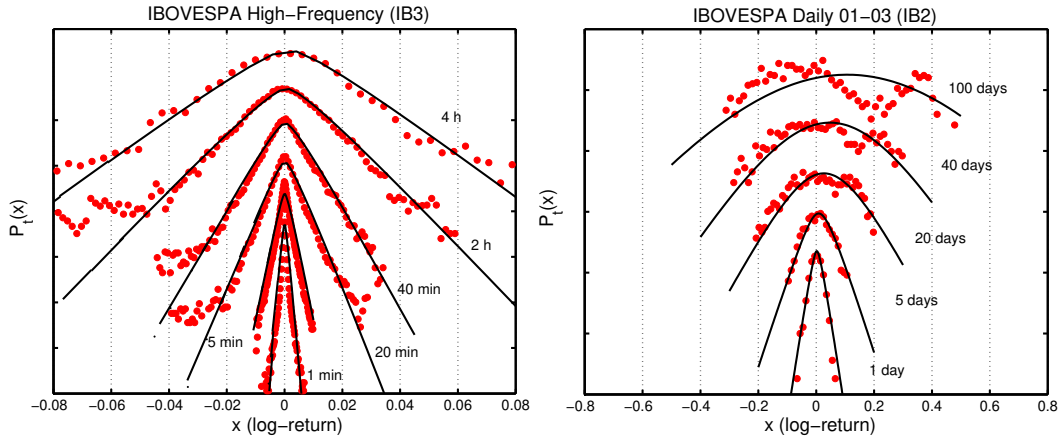 IBOVESPA High−Frequency (IB3)
P_t(x)
4 h
2 h
40 min
5 min
20 min
1 min
−0.08 −0.06 −0.04 −0.02 0 0.02 0.04 0.06 0.08
x (log−return)
IBOVESPA Daily 01−03 (IB2)
P_t(x)
100 days
40 days
20 days
5 days
1 day
−0.8 −0.6 −0.4 −0.2 0 0.2 0.4 0.6 0.8
x (log−return)